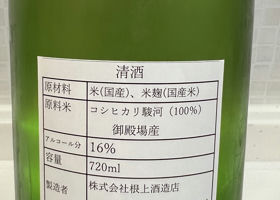 清酒
原材料 米(国産)、米麹(国産米)
原料米 コシヒカリ駿河(100%)
御殿場産
アルコール分 16%
容量 720ml
製造者 株式会社根上酒造店